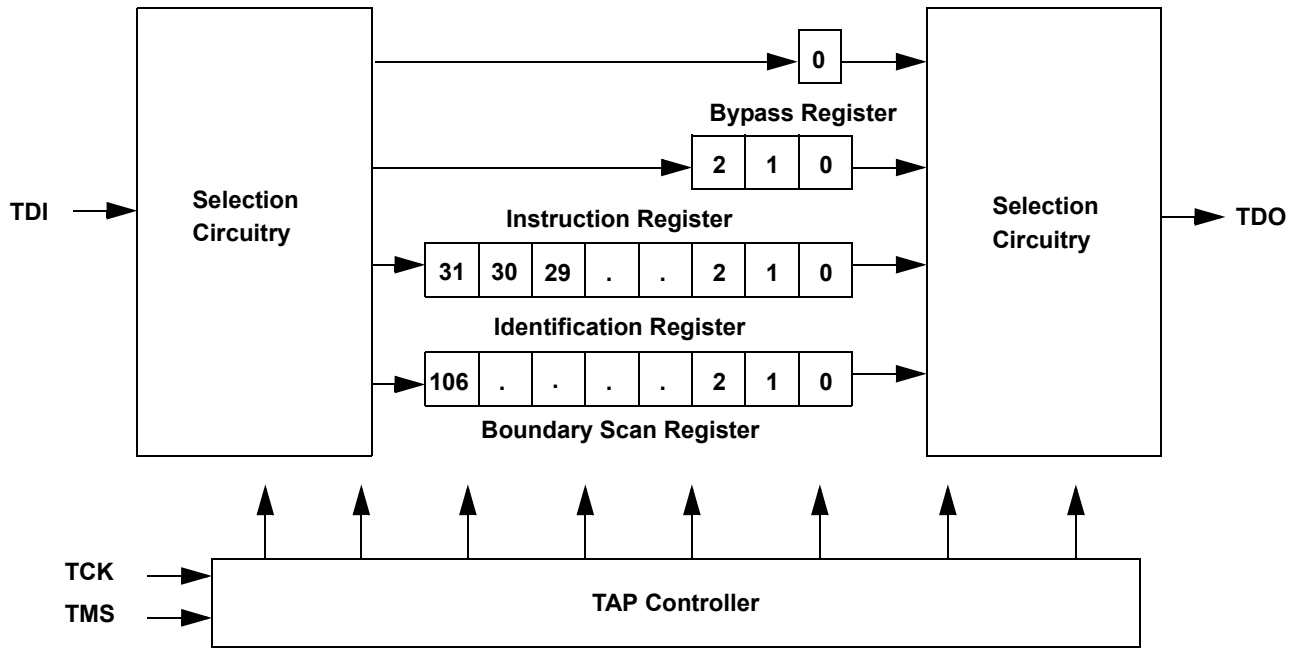 0
Bypass Register
2 1 0
Selection
Circuitry
TDI
Selection
Circuitry
TDO
Instruction Register
31 30 29 . . 2 1 0
Identification Register
106 . . . . 2 1 0
Boundary Scan Register
TCK
TMS
TAP Controller